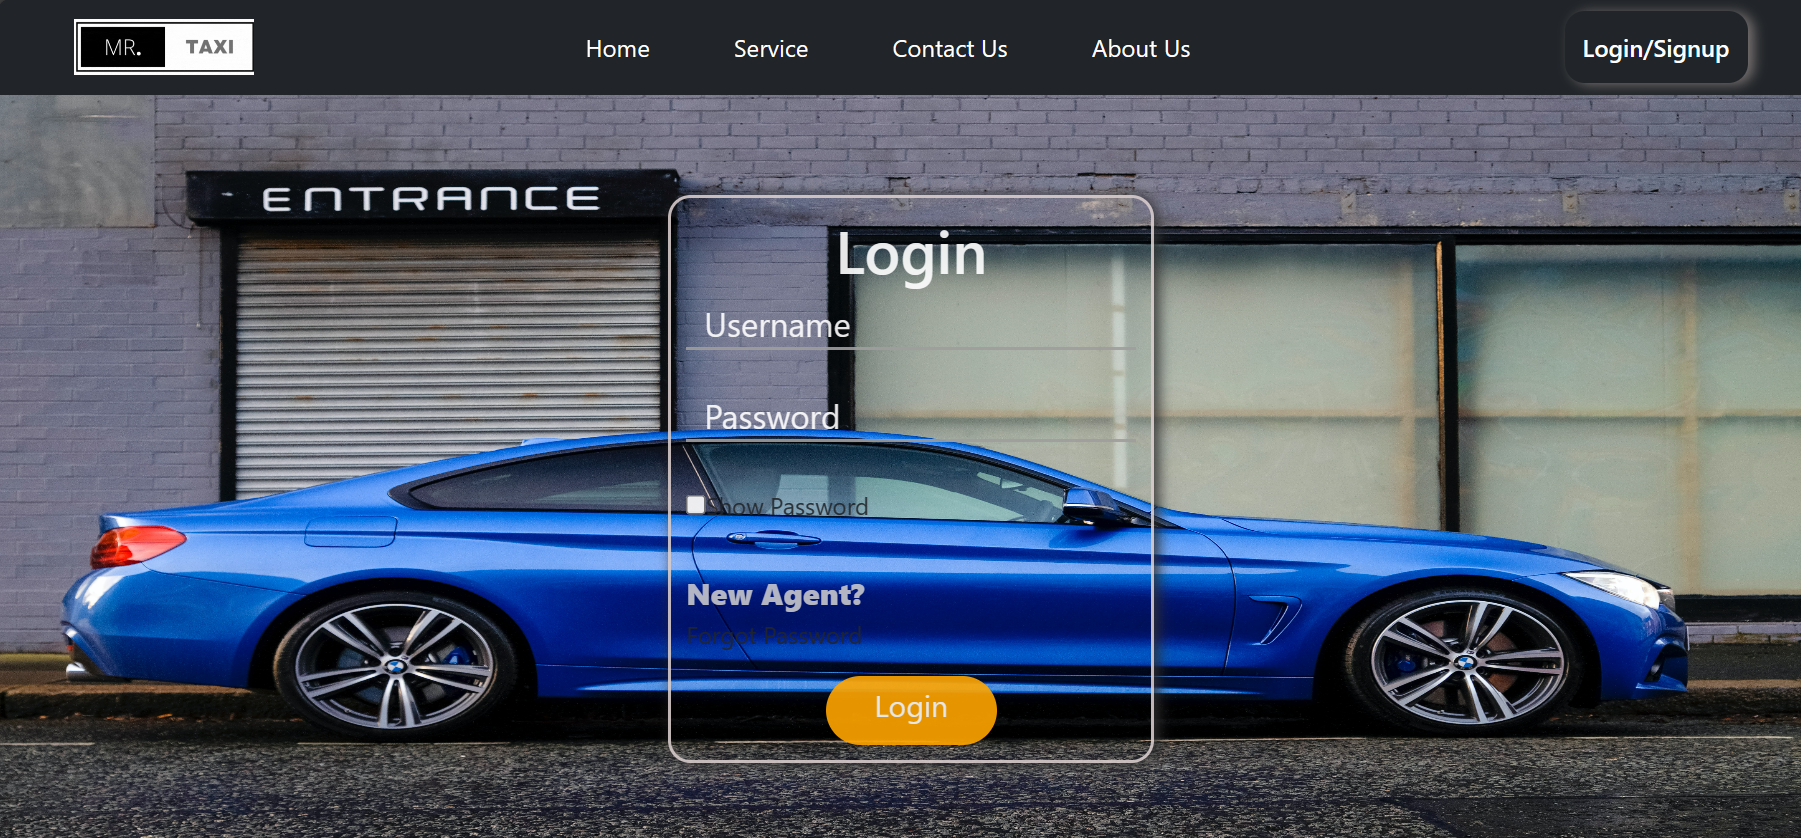 MR. TAXI
Home Service Contact Us About Us
Login/Signup
ENTRANCE
Login
Username
Password
Show Password
New Agent?
Forgot Password
Login